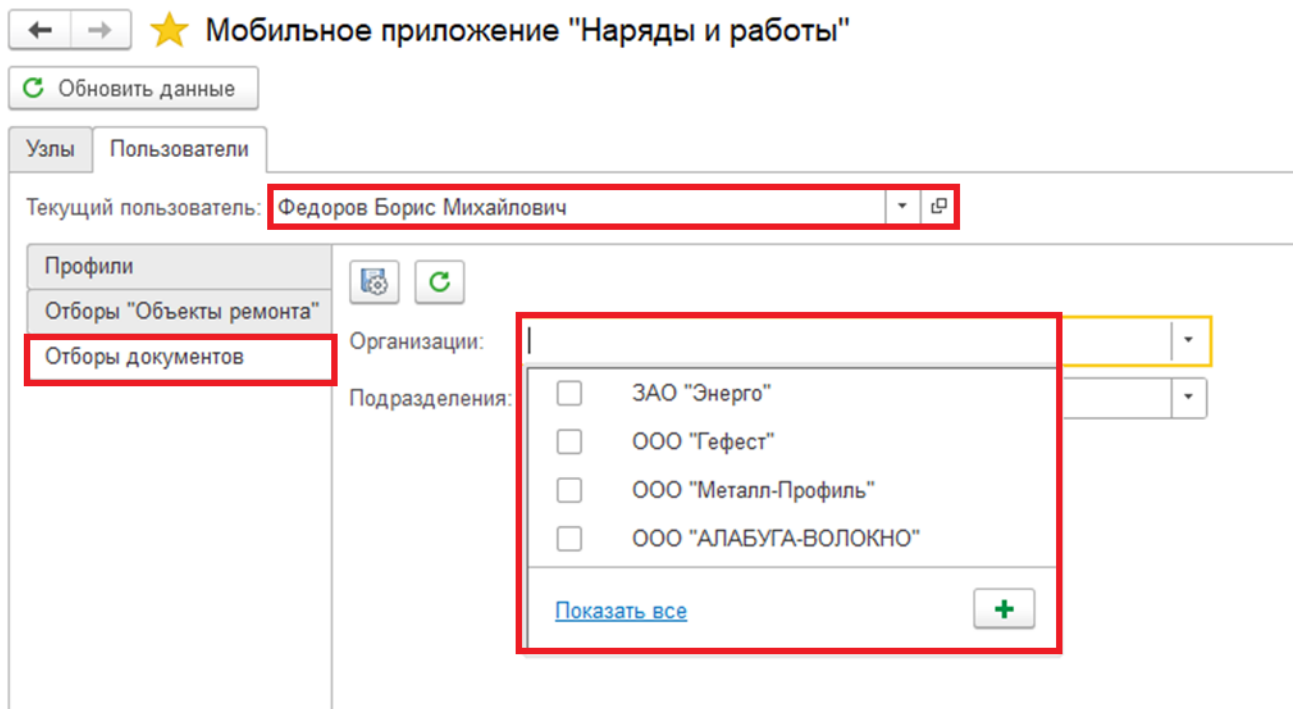 Мобильное приложение "Наряды и работы"
Обновить данные
Узлы Пользователи
Текущий пользователь: Федоров Борис Михайлович
Профили
Отборы "Объекты ремонта"
Отборы документов
Организации:
Подразделения:
ЗАО "Энерго"
ООО "Гефест"
ООО "Металл-Профиль"
ООО "АЛАБУГА-ВОЛОКНО"
Показать все